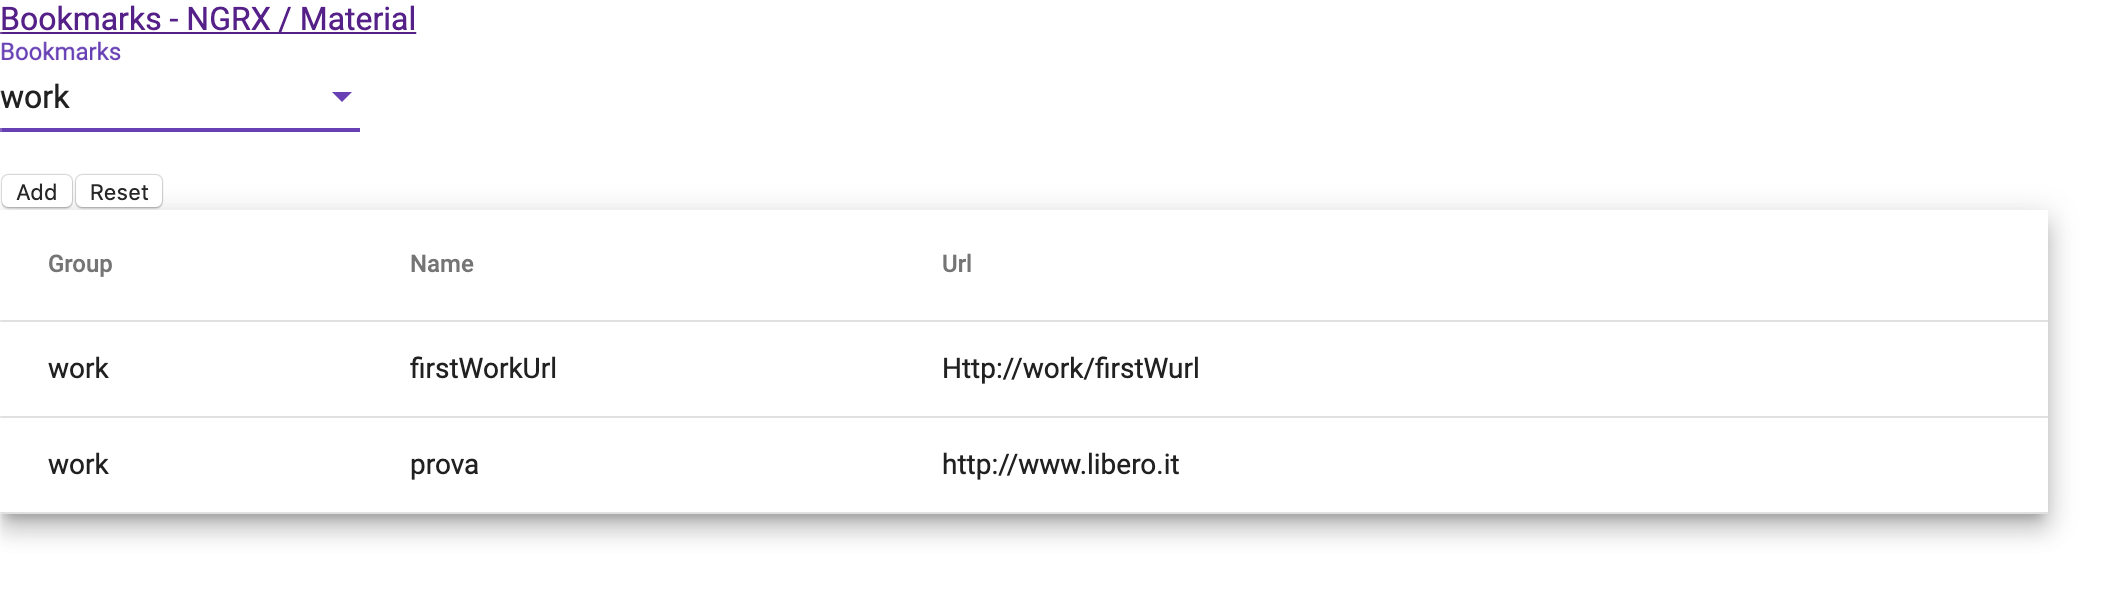 Bookmarks - NGRX / Material
Bookmarks
work
Add Reset
Group Name Url
work firstWorkUrl Http://work/firstWurl
work prova http://www.libero.it